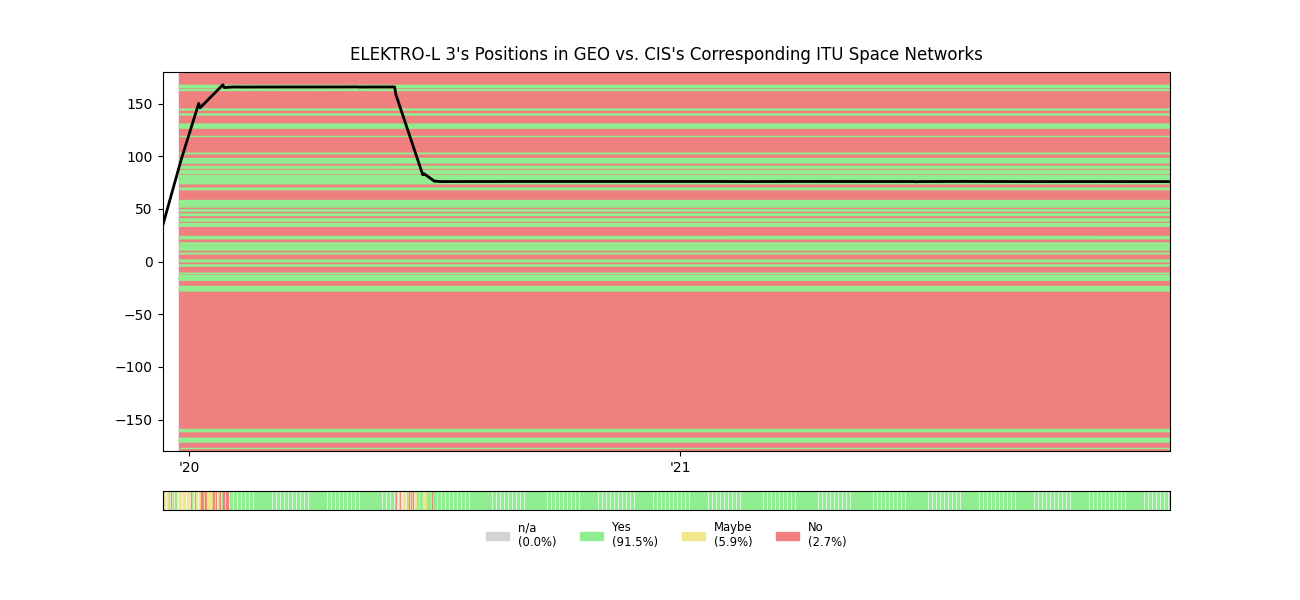 ELEKTRO-L 3's Positions in GEO vs. CIS's Corresponding ITU Space Networks
150
100
50
0
−50
−100
−150
'20 '21
n/a Yes Maybe No
(0.0%) (91.5%) (5.9%) (2.7%)